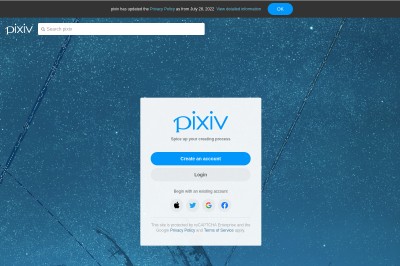 pixiv has updated the Privacy Policy as from July 28, 2022. View detailed information
OK
pixiv
Search pixiv
pixiv
Spice up your creating process
Create an account
Login
Begin with an existing account.
This site is protected by reCAPTCHA Enterprise and the
Google Privacy Policy and Terms of Service apply.